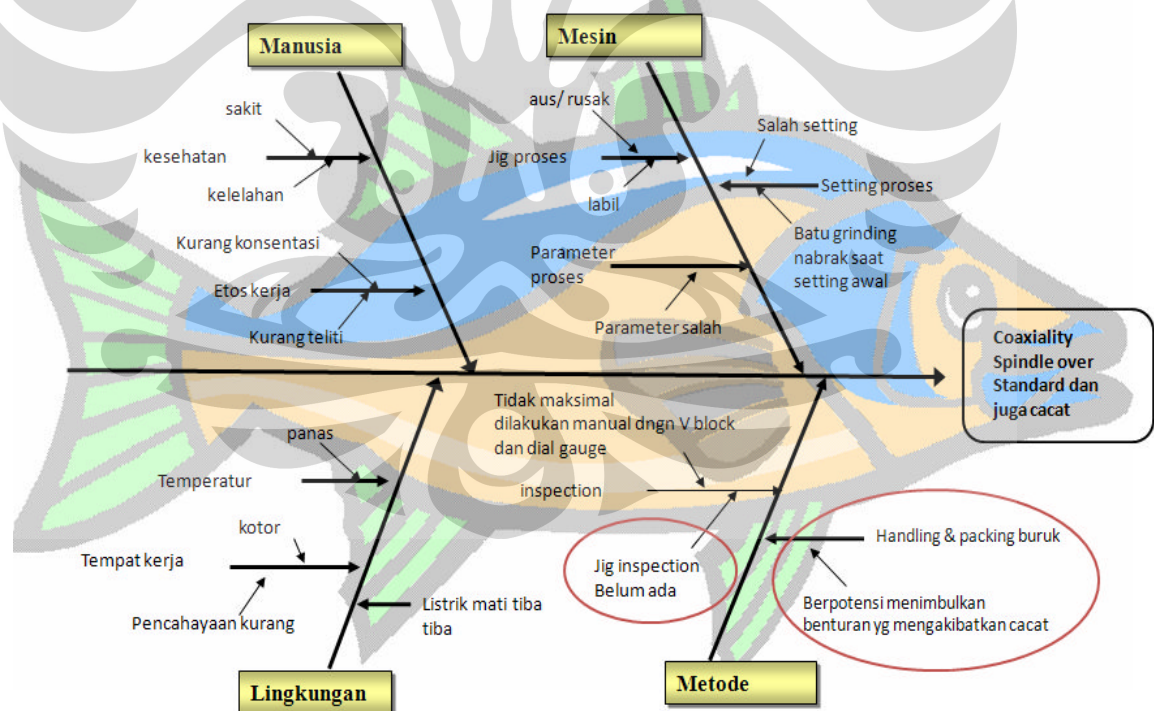 Manusia
Mesin
sakit
kesehatan
kelelahan
Kurang konsentasi
Etos kerja
Kurang teliti
aus/ rusak
Jig proses
labil
Salah setting
Setting proses
Batu grinding
nabrak saat
setting awal
Parameter
proses
Parameter salah
Coaxiality
Spindle over
Standard dan
juga cacat
Tidak maksimal
dilakukan manual dngn V block
dan dial gauge
inspection
Jig inspection
Belum ada
Handling & packing buruk
Berpotensi menimbulkan
benturan yg mengakibatkan cacat
panas
Temperatur
kotor
Tempat kerja
Pencahayaan kurang
Listrik mati tiba
tiba
Lingkungan
Metode